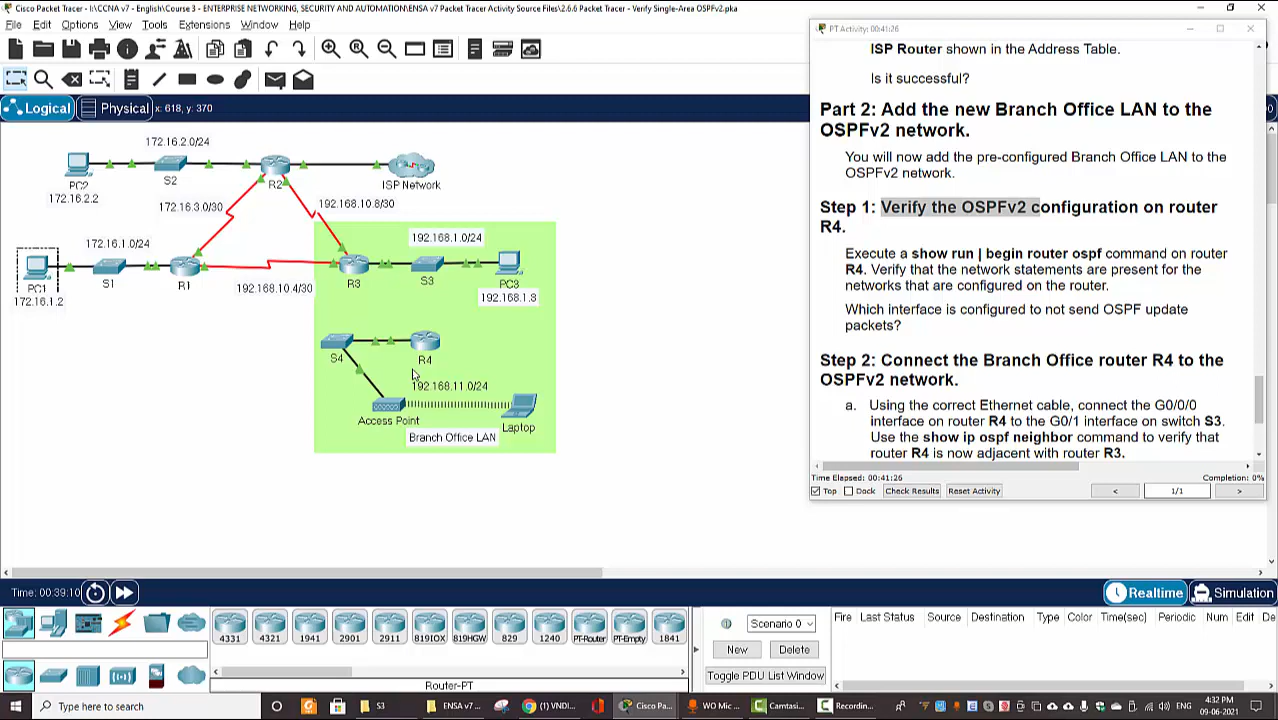 Cisco Packet Tracer - I:\CCNA v7 - English\Course 3 - ENTERPRISE NETWORKING, SECURITY AND AUTOMATION\ENSA v7 Packet Tracer Activity Source Files\2.6.6 Packet Tracer - Verify Single-Area OSPFv2.pka
File Edit Options View Tools Extensions Window Help
Logical Physical x: 618, y: 370
172.16.2.0/24
PC2
172.16.2.2
S2
R2
ISP Network
172.16.3.0/30
192.168.10.8/30
172.16.1.0/24
192.168.1.0/24
PC1
172.16.1.2
S1
R1
R3
S3
PC3
192.168.10.4/30
192.168.1.3
S4
R4
192.168.11.0/24
Access Point
Laptop
Branch Office LAN
PT Activity: 00:41:26
ISP Router shown in the Address Table.
Is it successful?
Part 2: Add the new Branch Office LAN to the
OSPFv2 network.
You will now add the pre-configured Branch Office LAN to the
OSPFv2 network.
Step 1: Verify the OSPFv2 configuration on router
R4.
Execute a show run | begin router ospf command on router
R4. Verify that the network statements are present for the
networks that are configured on the router.
Which interface is configured to not send OSPF update
packets?
Step 2: Connect the Branch Office router R4 to the
OSPFv2 network.
a. Using the correct Ethernet cable, connect the G0/0/0
interface on router R4 to the G0/1 interface on switch S3.
Use the show ip ospf neighbor command to verify that
router R4 is now adjacent with router R3.
Time Elapsed: 00:41:26 Completion: 0%
Top Dock Check Results Reset Activity < 1/1 >
Time: 00:39:10 Realtime Simulation
4331 4321 1941 2901 2911 819IOX 819HGW 829 1240 PT-Router PT-Empty 1841
Router-PT
Scenario 0
New Delete
Toggle PDU List Window
Fire Last Status Source Destination Type Color Time(sec) Periodic Num Edit De
Type here to search
S3
ENSA v7 ...
(1) VNDI...
Cisco Pa...
WO Mic ...
Camtasi...
Recordin...
ENG
4:32 PM
09-06-2021